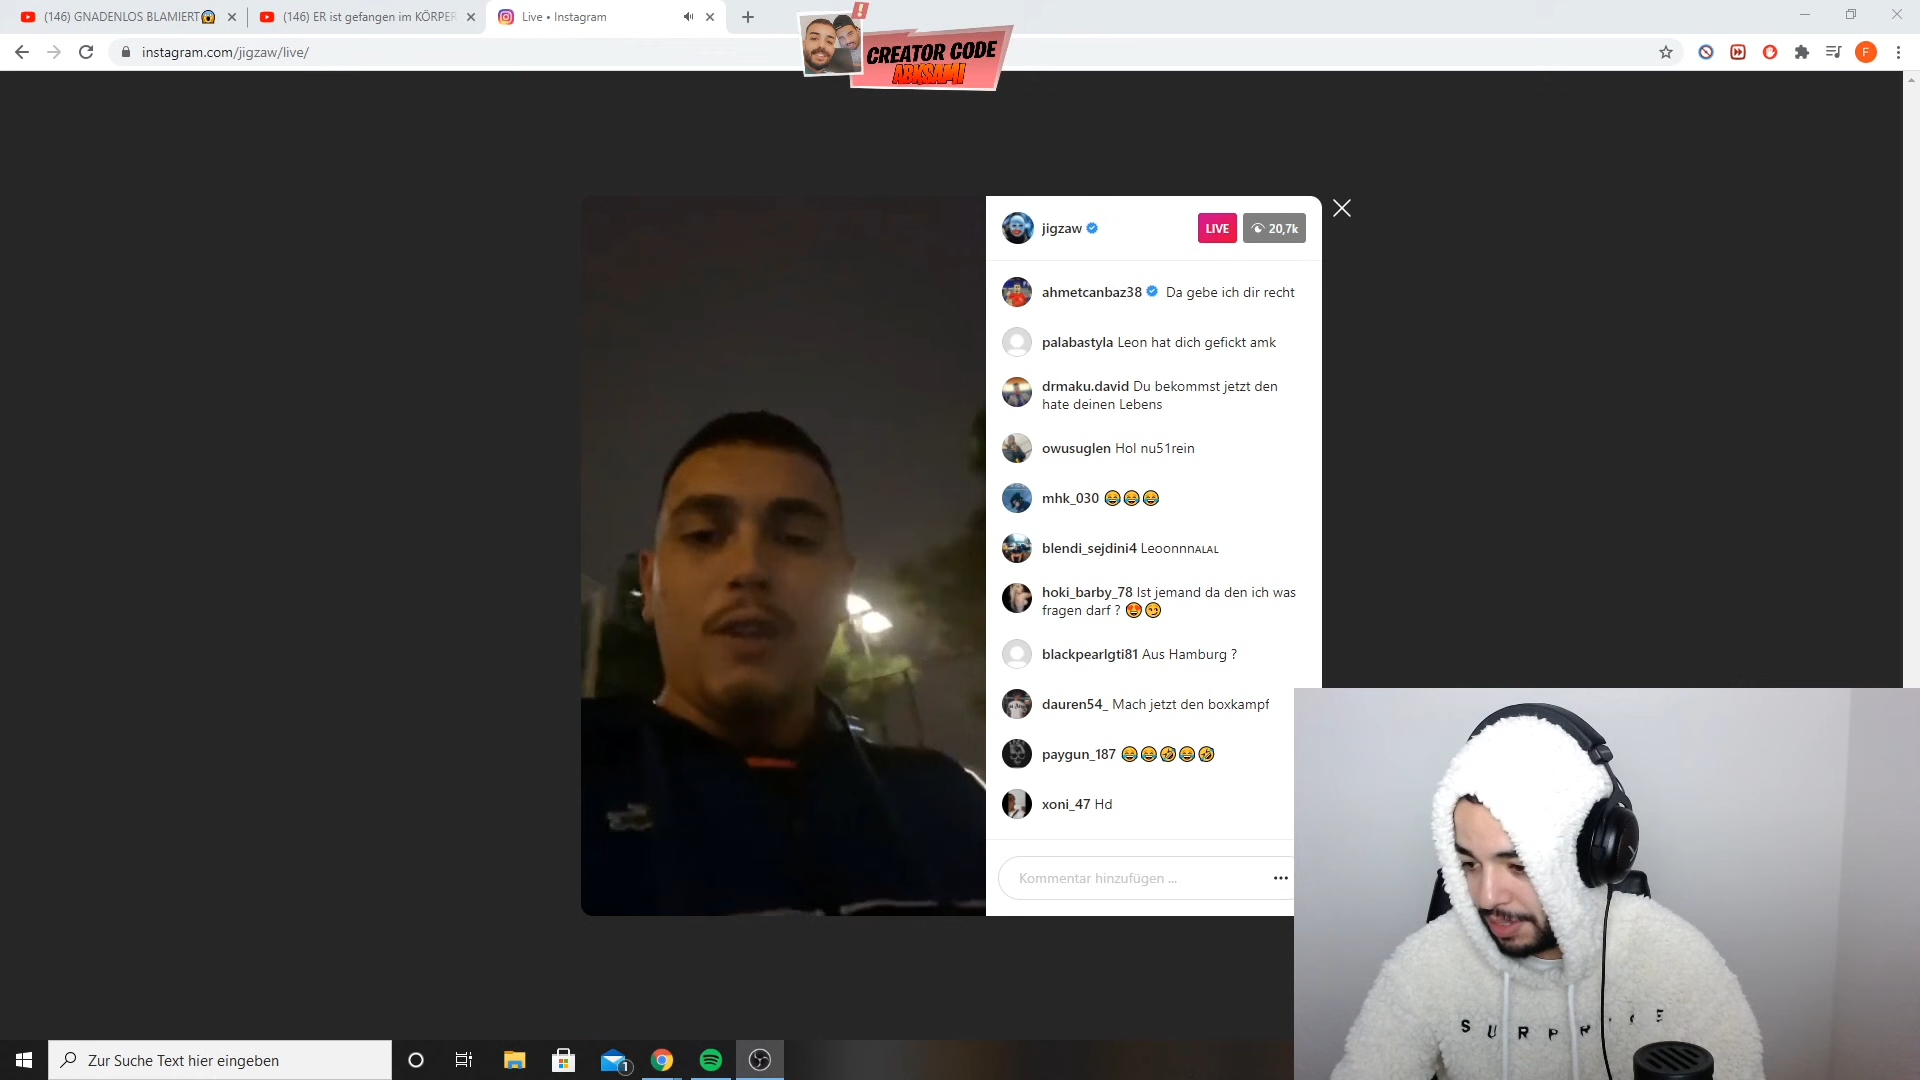 (146) GNADENLOS BLAMIERT😱
(146) ER ist gefangen im KÖRPER
Live • Instagram
instagram.com/jigzaw/live/
F
!
CREATOR CODE
ABKSAMI
jigzaw
LIVE
20,7k
ahmetcanbaz38 Da gebe ich dir recht
palabastyla Leon hat dich gefickt amk
drmaku.david Du bekommst jetzt den
hate deinen Lebens
owusuglen Hol nu51rein
mhk_030 😂😂😂
blendi_sejdini4 Leoonnnᴀʟᴀʟ
hoki_barby_78 Ist jemand da den ich was
fragen darf ? 😍😏
blackpearlgti81 Aus Hamburg ?
dauren54_ Mach jetzt den boxkampf
paygun_187 😂😂🤣😂🤣
xoni_47 Hd
Kommentar hinzufügen ...
Zur Suche Text hier eingeben
1